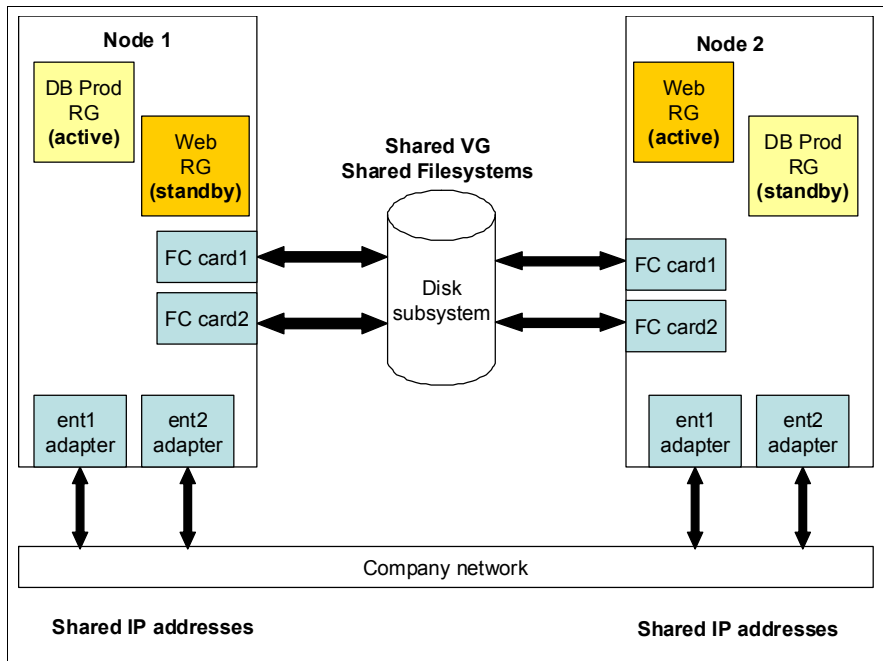 Node 1
DB Prod
RG
(active)
Web
RG
(standby)
FC card1
FC card2
ent1
adapter
ent2
adapter
Shared VG
Shared Filesystems
Disk
subsystem
Node 2
Web
RG
(active)
DB Prod
RG
(standby)
FC card1
FC card2
ent1
adapter
ent2
adapter
Company network
Shared IP addresses
Shared IP addresses